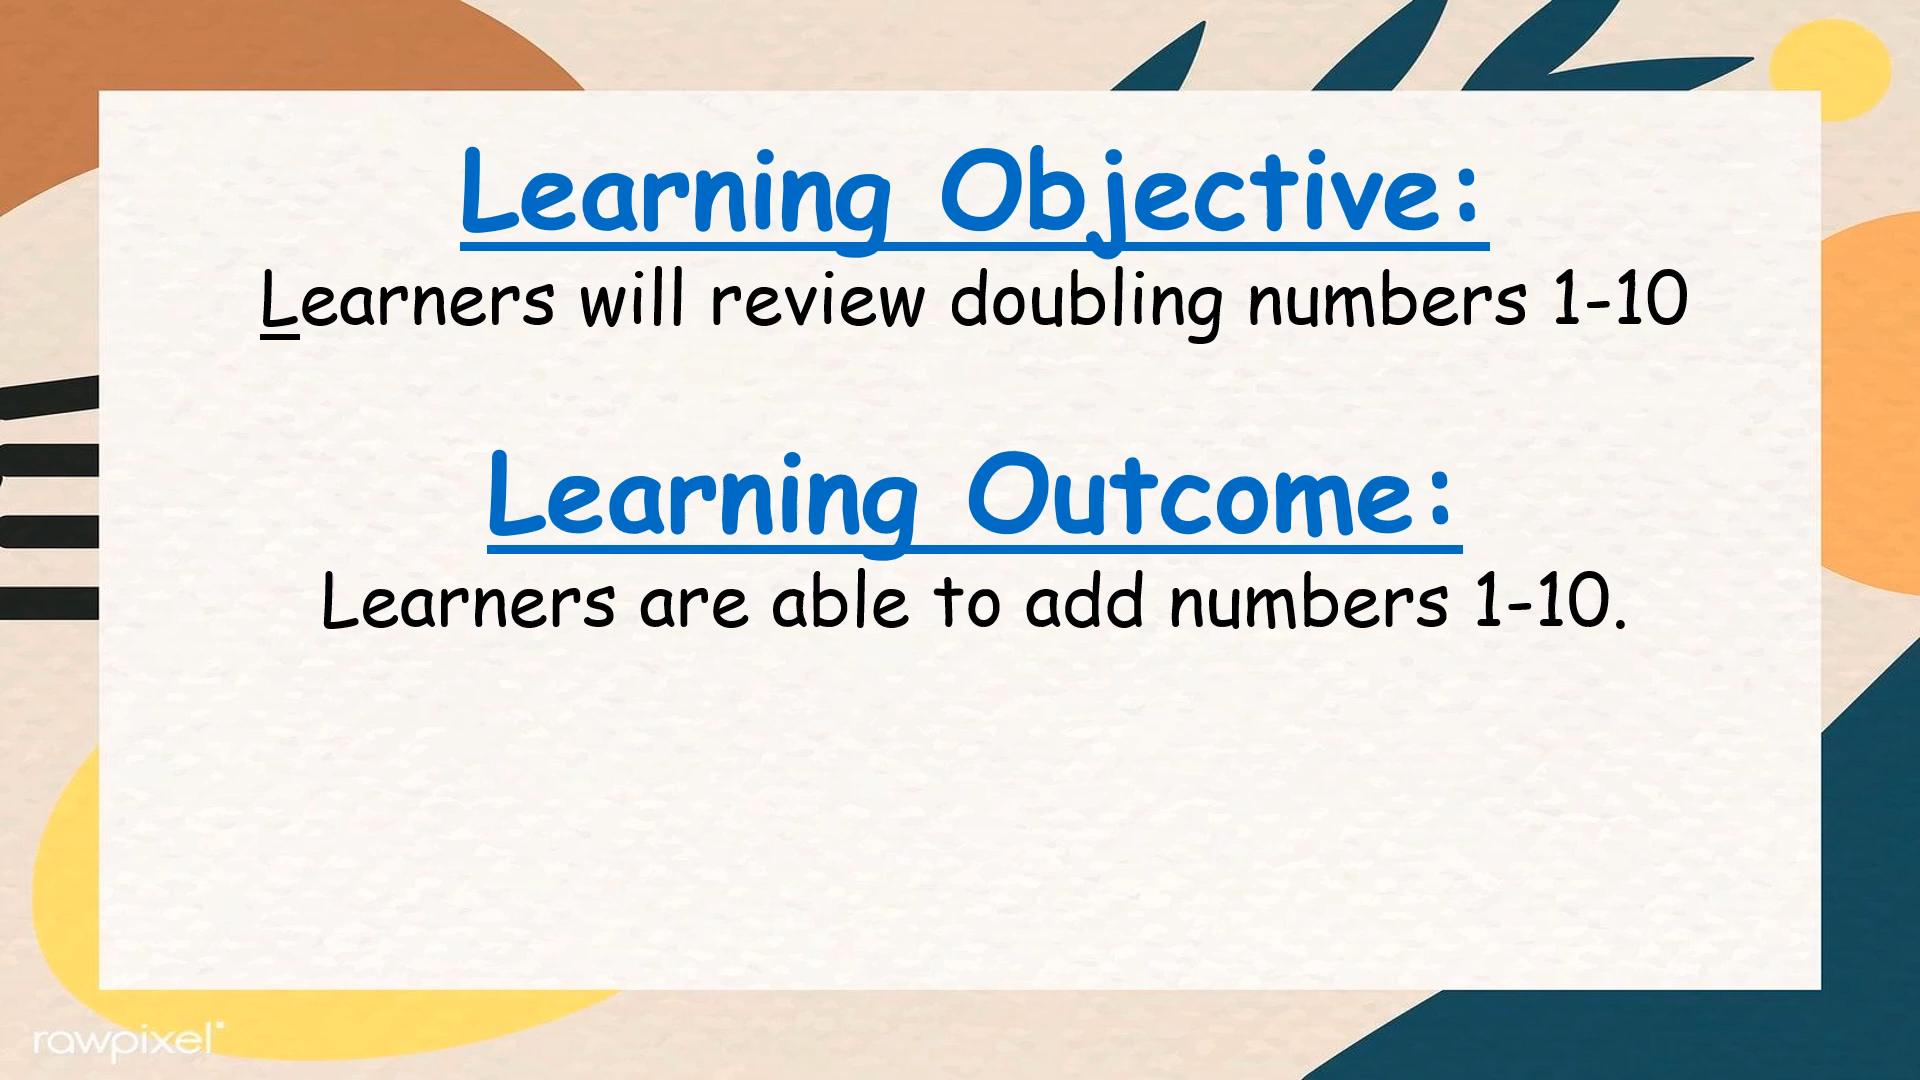 Learning Objective:
Learners will review doubling numbers 1-10
Learning Outcome:
Learners are able to add numbers 1-10.
rawpixel